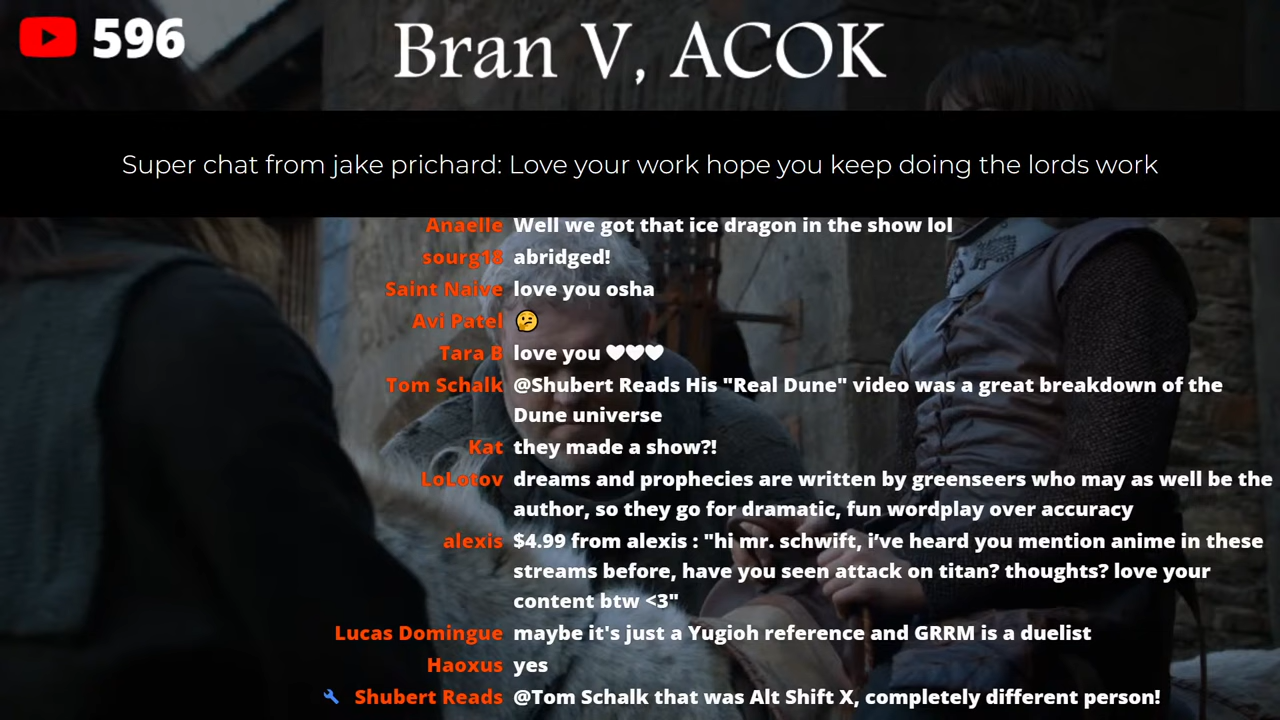 596
Bran V, ACOK
Super chat from jake prichard: Love your work hope you keep doing the lords work
Anaelle Well we got that ice dragon in the show lol
sourg18 abridged!
Saint Naive love you osha
Avi Patel 🤔
Tara B love you 🤍🤍🤍
Tom Schalk @Shubert Reads His "Real Dune" video was a great breakdown of the
Dune universe
Kat they made a show?!
LoLotov dreams and prophecies are written by greenseers who may as well be the
author, so they go for dramatic, fun wordplay over accuracy
alexis $4.99 from alexis : "hi mr. schwift, i’ve heard you mention anime in these
streams before, have you seen attack on titan? thoughts? love your
content btw <3"
Lucas Domingue maybe it's just a Yugioh reference and GRRM is a duelist
Haoxus yes
Shubert Reads @Tom Schalk that was Alt Shift X, completely different person!